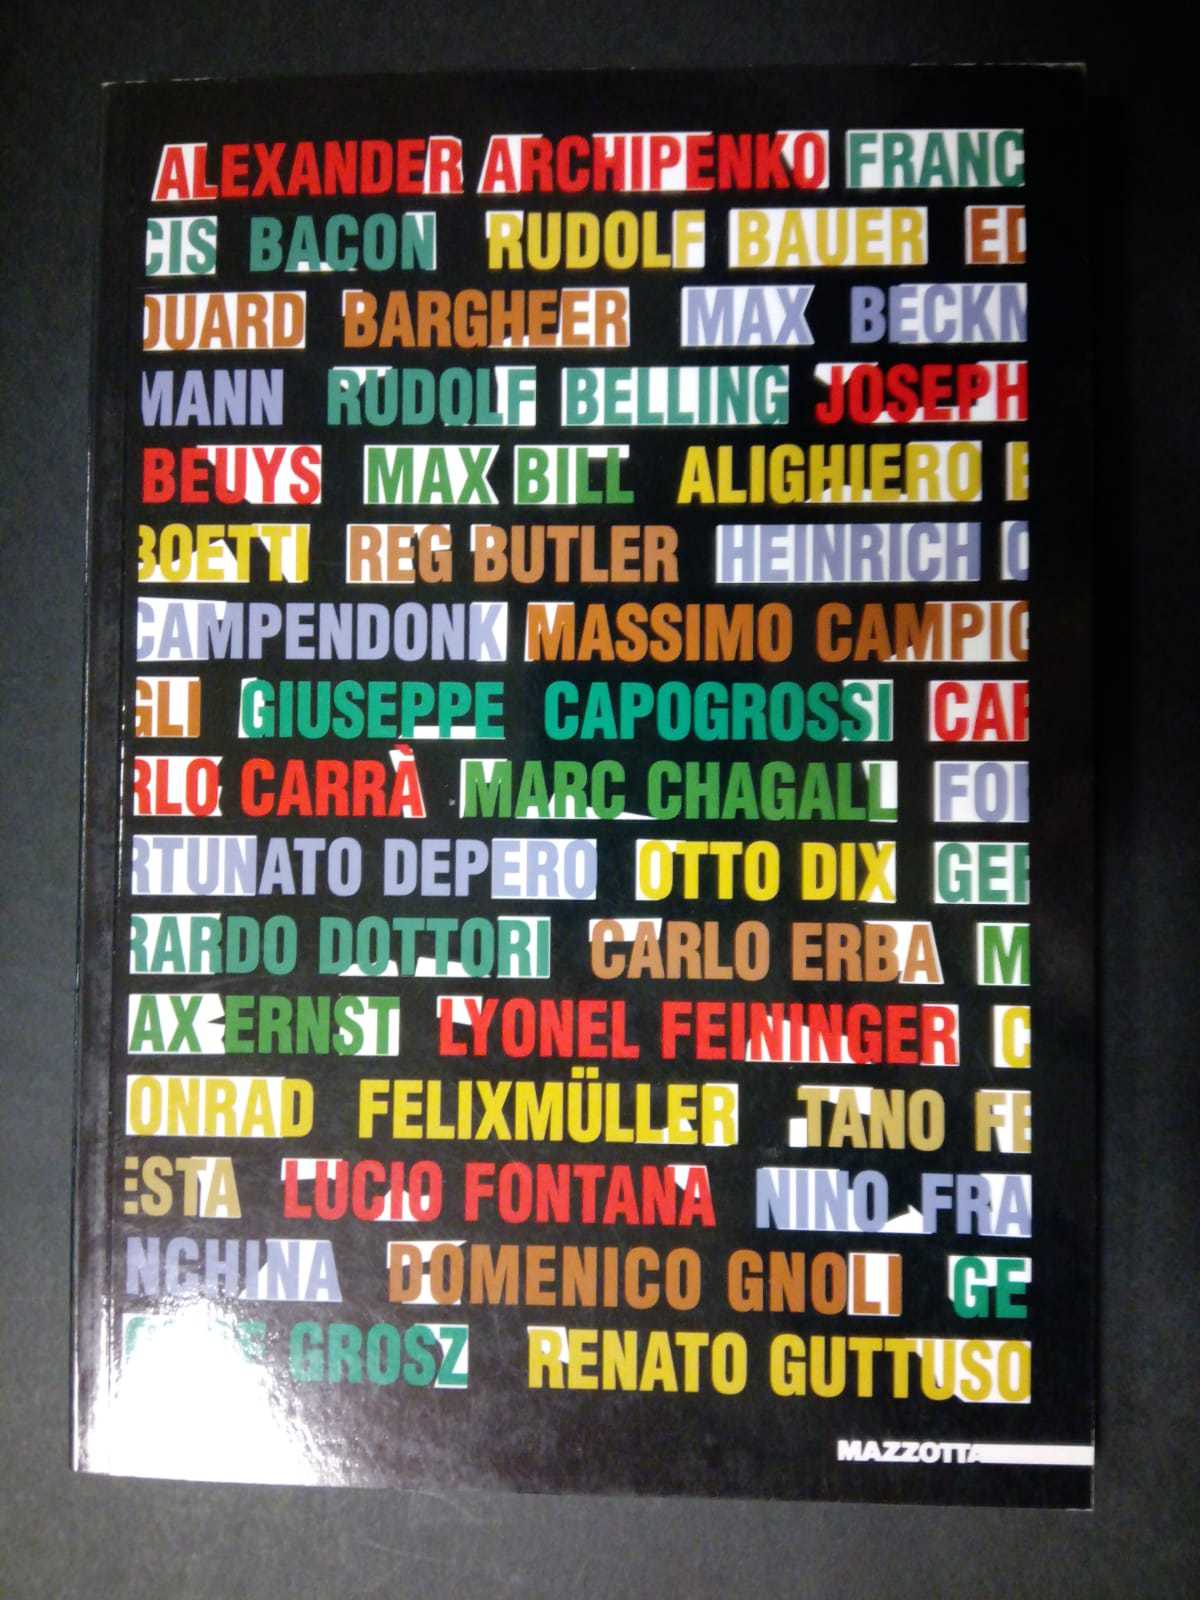 ALEXANDER ARCHIPENKO FRANC
CIS BACON RUDOLF BAUER ED
DUARD BARGHEER MAX BECKM
MANN RUDOLF BELLING JOSEPH
BEUYS MAX BILL ALIGHIERO B
BOETTI REG BUTLER HEINRICH C
CAMPENDONK MASSIMO CAMPIG
GLI GIUSEPPE CAPOGROSSI CAR
RLO CARRÀ MARC CHAGALL FOR
RTUNATO DEPERO OTTO DIX GER
RARDO DOTTORI CARLO ERBA M
AX ERNST LYONEL FEININGER C
ONRAD FELIXMÜLLER TANO FE
ESTA LUCIO FONTANA NINO FRA
NCHINA DOMENICO GNOLI GE
GROSZ RENATO GUTTUSO
MAZZOTTA